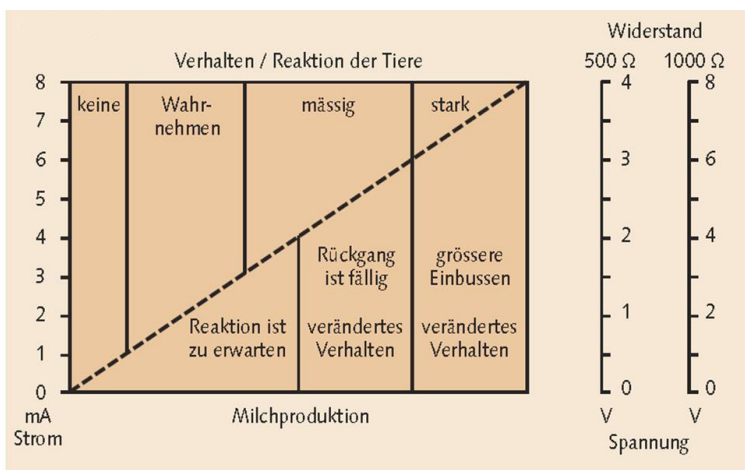 Widerstand
Verhalten / Reaktion der Tiere
500 Ω
1000 Ω
8
7
6
5
4
3
2
1
0
mA
Strom
keine
Wahr-
nehmen
mässig
stark
Rückgang
ist fällig
grössere
Einbussen
Reaktion ist
zu erwarten
verändertes
Verhalten
verändertes
Verhalten
Milchproduktion
4
3
2
1
0
V
8
6
4
2
0
V
Spannung